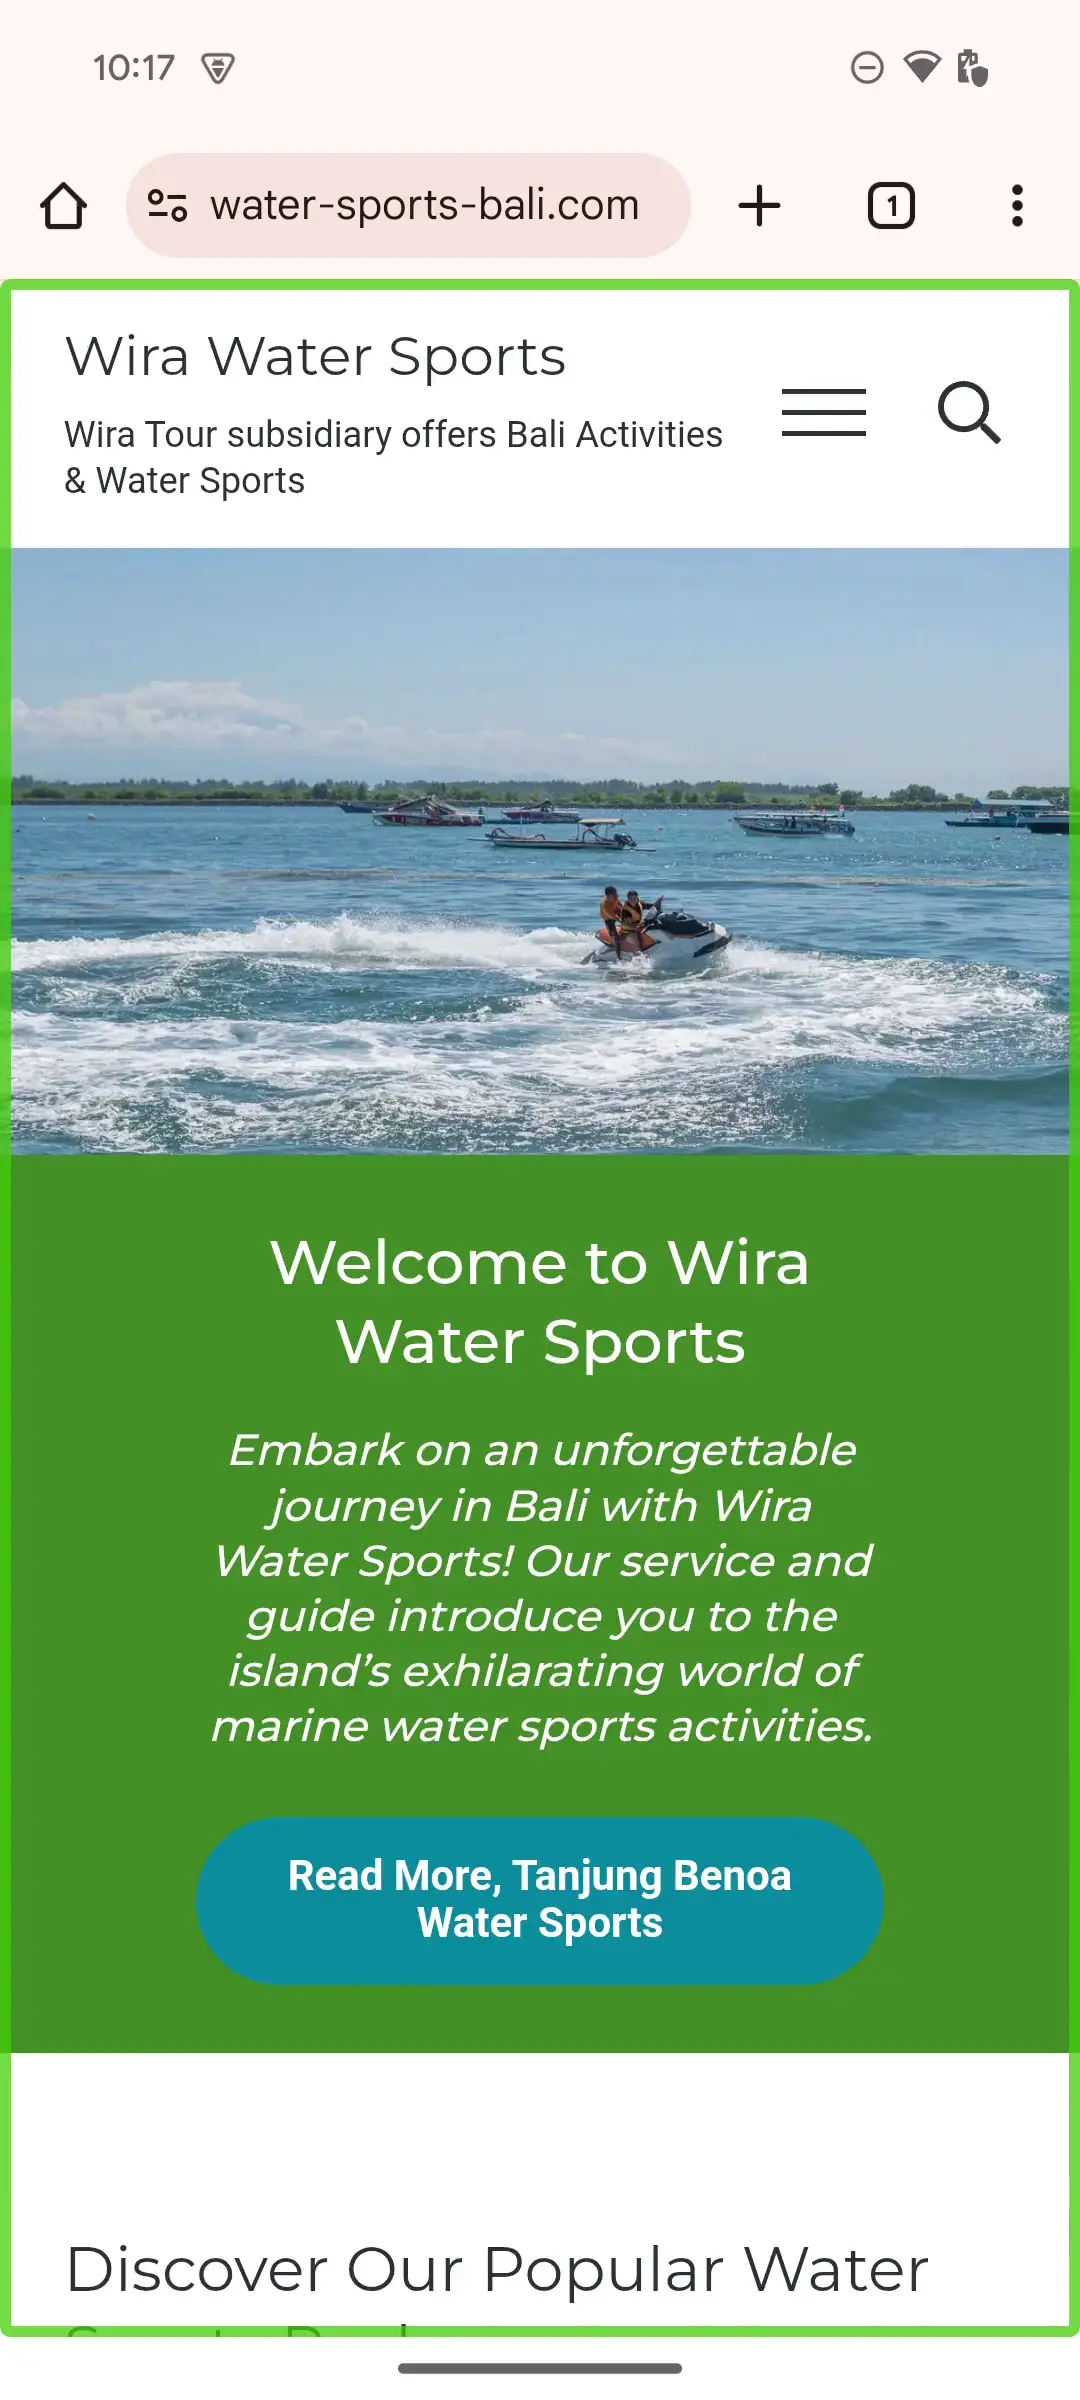 10:17
water-sports-bali.com
1
Wira Water Sports
Wira Tour subsidiary offers Bali Activities
& Water Sports
Welcome to Wira
Water Sports
Embark on an unforgettable
journey in Bali with Wira
Water Sports! Our service and
guide introduce you to the
island’s exhilarating world of
marine water sports activities.
Read More, Tanjung Benoa
Water Sports
Discover Our Popular Water